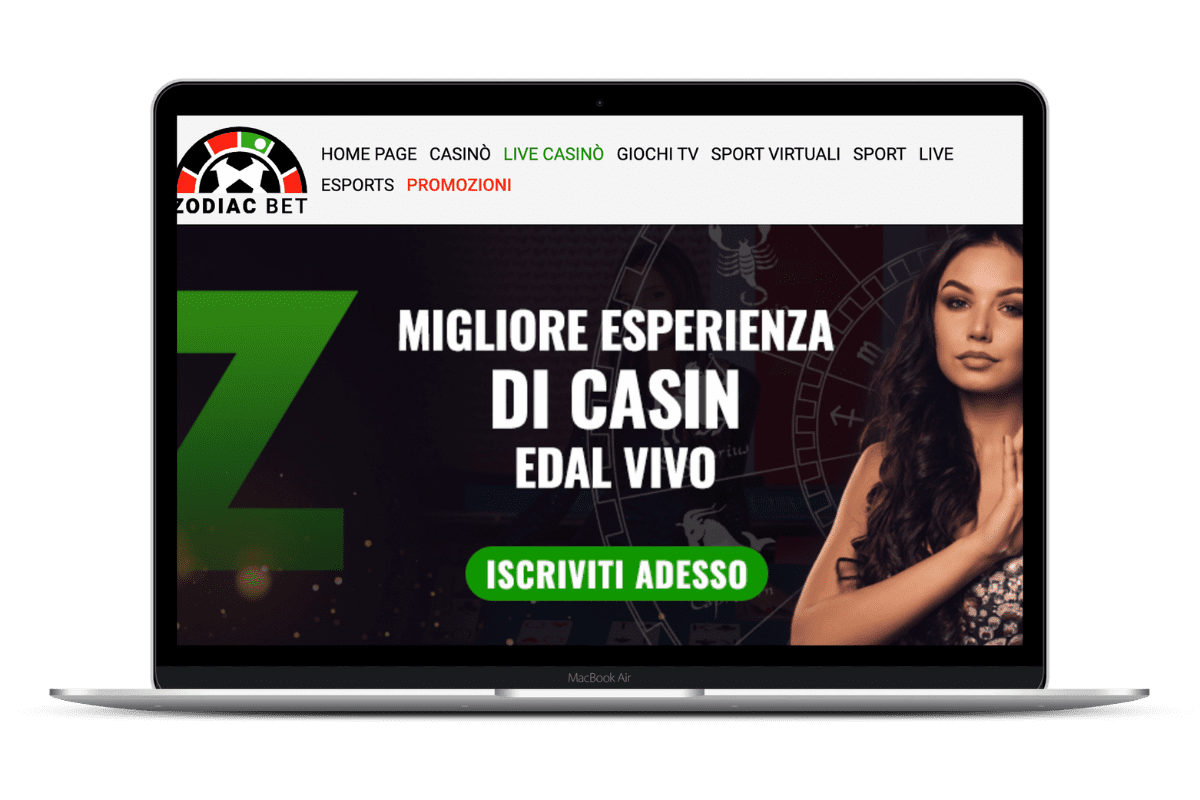 HOME PAGE CASINÒ LIVE CASINÒ GIOCHI TV SPORT VIRTUALI SPORT LIVE
ESPORTS PROMOZIONI
ZODIAC BET
MIGLIORE ESPERIENZA
DI CASIN
EDAL VIVO
ISCRIVITI ADESSO
MacBook Air